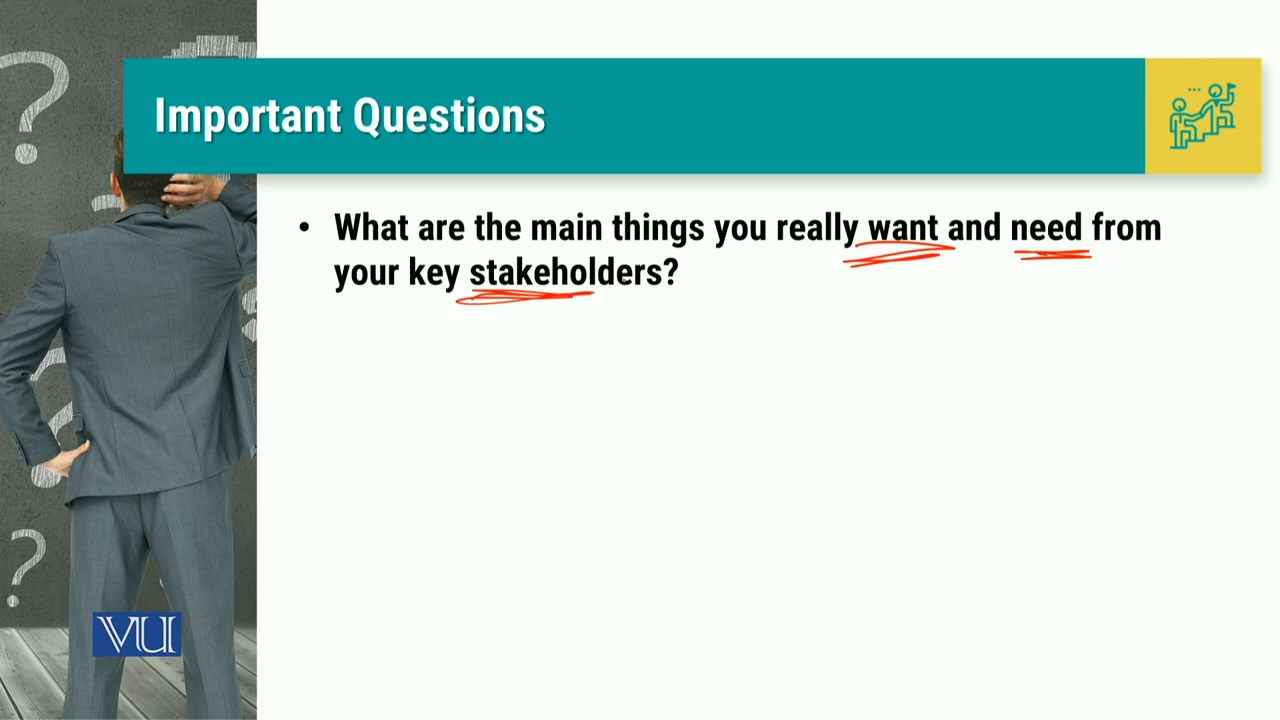 Important Questions
• What are the main things you really want and need from
your key stakeholders?
VU